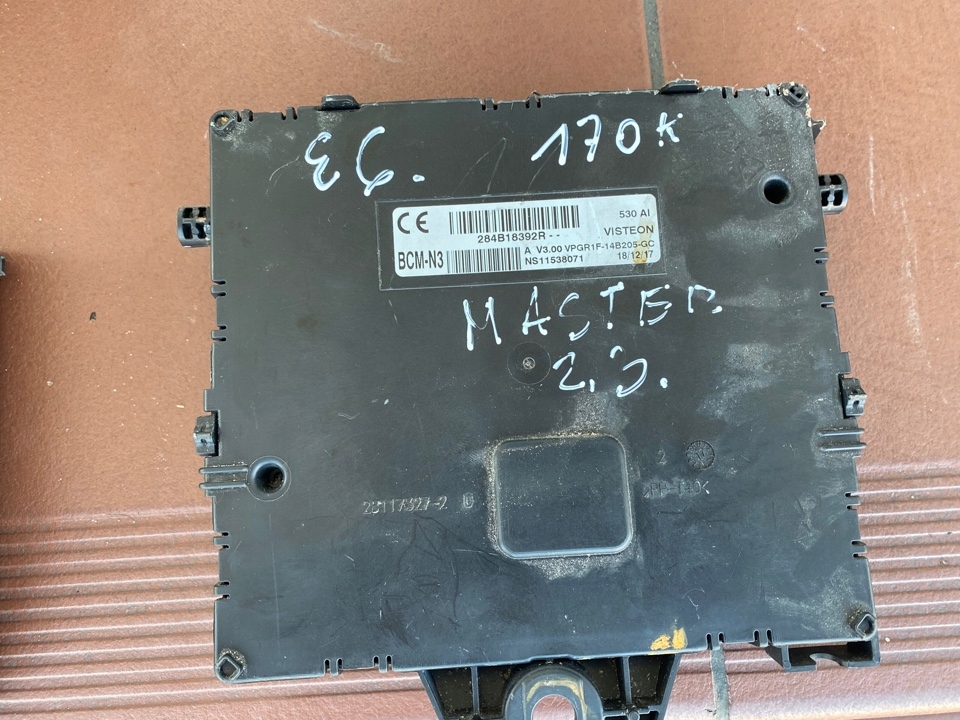 E6. 170K
CE 530 AI
284B18392R-- VISTEON
BCM-N3 A V3.00 VPGR1F-14B205-GC
NS11538071 18/12/17
MASTER
2.3.
2